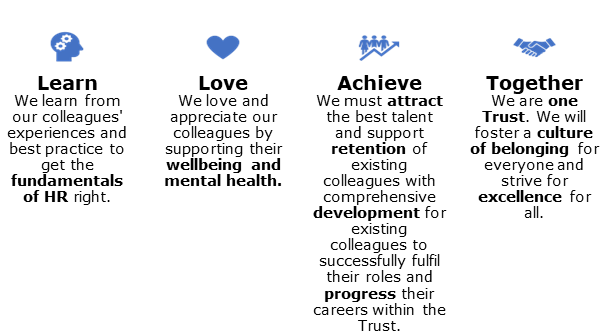 Learn
We learn from
our colleagues'
experiences and
best practice to
get the
fundamentals
of HR right.
Love
We love and
appreciate our
colleagues by
supporting their
wellbeing and
mental health.
Achieve
We must attract
the best talent
and support
retention of
existing
colleagues with
comprehensive
development for
existing
colleagues to
successfully fulfil
their roles and
progress their
careers within the
Trust.
Together
We are one
Trust. We will
foster a culture
of belonging for
everyone and
strive for
excellence for
all.